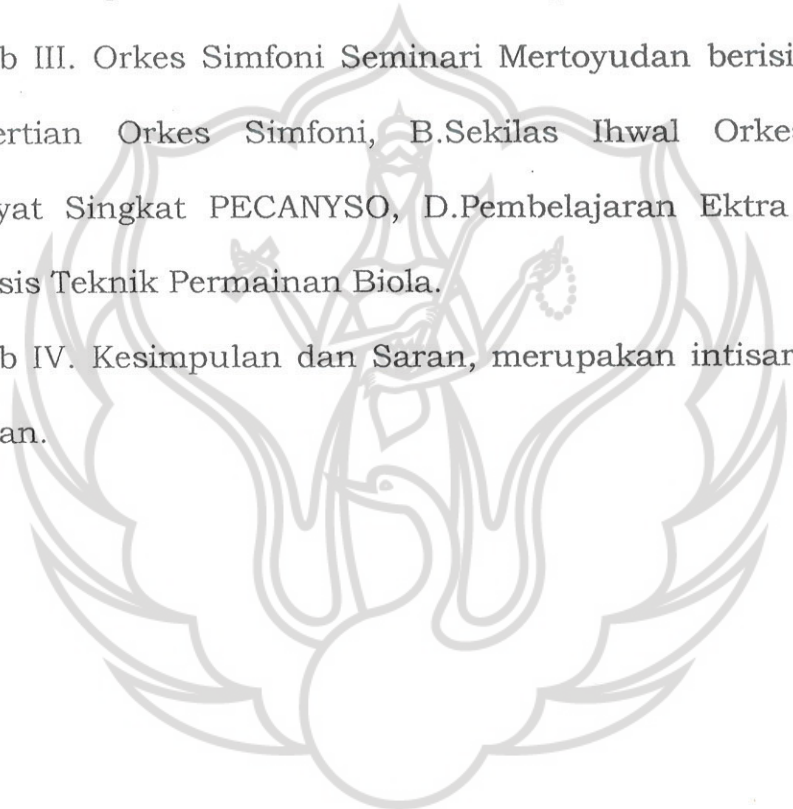 b III. Orkes Simfoni Seminari Mertoyudan berisi
ertian Orkes Simfoni, B.Sekilas Ihwal Orkes
yat Singkat PECANYSO, D.Pembelajaran Ektra
sis Teknik Permainan Biola.
b IV. Kesimpulan dan Saran, merupakan intisar
an.